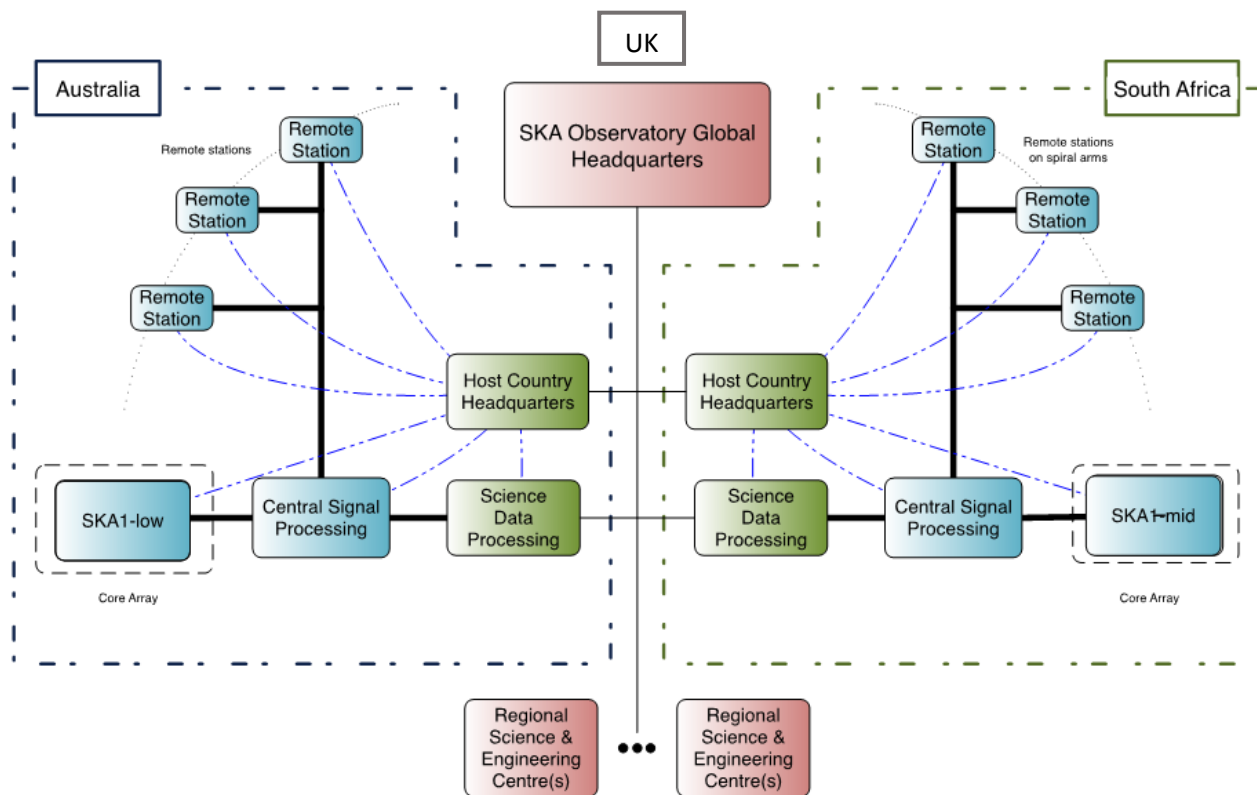 UK
Australia
South Africa
SKA Observatory Global
Headquarters
Remote stations
Remote
Station
Remote
Station
Remote
Station
Remote
Station
Remote stations
on spiral arms
Remote
Station
Remote
Station
Host Country
Headquarters
Host Country
Headquarters
SKA1-low
Core Array
Central Signal
Processing
Science
Data
Processing
Science
Data
Processing
Central Signal
Processing
SKA1-mid
Core Array
Regional
Science &
Engineering
Centre(s)
Regional
Science &
Engineering
Centre(s)